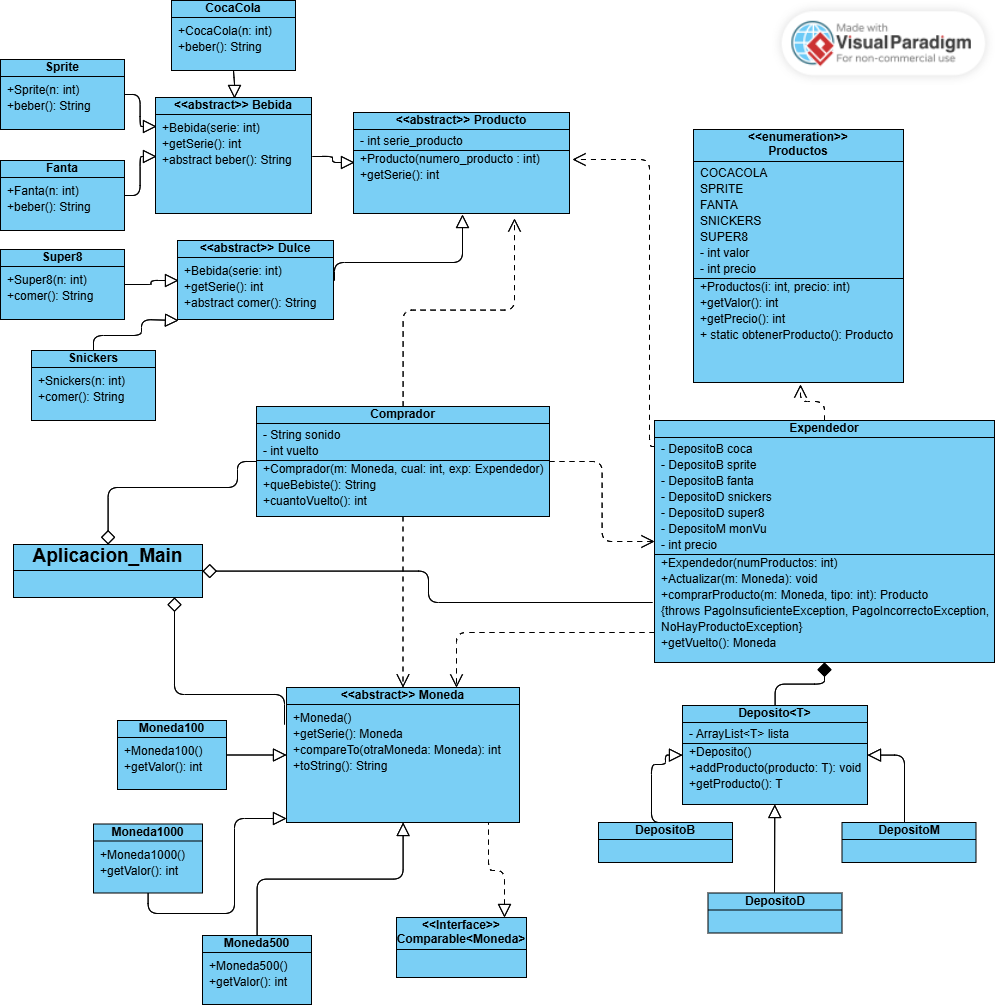 CocaCola
+CocaCola(n: int)
+beber(): String
Made with
VisualParadigm
For non-commercial use
Sprite
+Sprite(n: int)
+beber(): String
<<abstract>> Bebida
+Bebida(serie: int)
+getSerie(): int
+abstract beber(): String
<<abstract>> Producto
- int serie_producto
+Producto(numero_producto : int)
+getSerie(): int
<<enumeration>>
Productos
COCACOLA
SPRITE
FANTA
SNICKERS
SUPER8
- int valor
- int precio
+Productos(i: int, precio: int)
+getValor(): int
+getPrecio(): int
+ static obtenerProducto(): Producto
Fanta
+Fanta(n: int)
+beber(): String
Super8
+Super8(n: int)
+comer(): String
<<abstract>> Dulce
+Bebida(serie: int)
+getSerie(): int
+abstract comer(): String
Snickers
+Snickers(n: int)
+comer(): String
Comprador
- String sonido
- int vuelto
+Comprador(m: Moneda, cual: int, exp: Expendedor)
+queBebiste(): String
+cuantoVuelto(): int
Expendedor
- DepositoB coca
- DepositoB sprite
- DepositoB fanta
- DepositoD snickers
- DepositoD super8
- DepositoM monVu
- int precio
+Expendedor(numProductos: int)
+Actualizar(m: Moneda): void
+comprarProducto(m: Moneda, tipo: int): Producto
{throws PagoInsuficienteException, PagoIncorrectoException,
NoHayProductoException}
+getVuelto(): Moneda
Aplicacion_Main
<<abstract>> Moneda
+Moneda()
+getSerie(): Moneda
+compareTo(otraMoneda: Moneda): int
+toString(): String
Moneda100
+Moneda100()
+getValor(): int
Moneda1000
+Moneda1000()
+getValor(): int
Moneda500
+Moneda500()
+getValor(): int
<<Interface>>
Comparable<Moneda>
Deposito<T>
- ArrayList<T> lista
+Deposito()
+addProducto(producto: T): void
+getProducto(): T
DepositoB
DepositoM
DepositoD